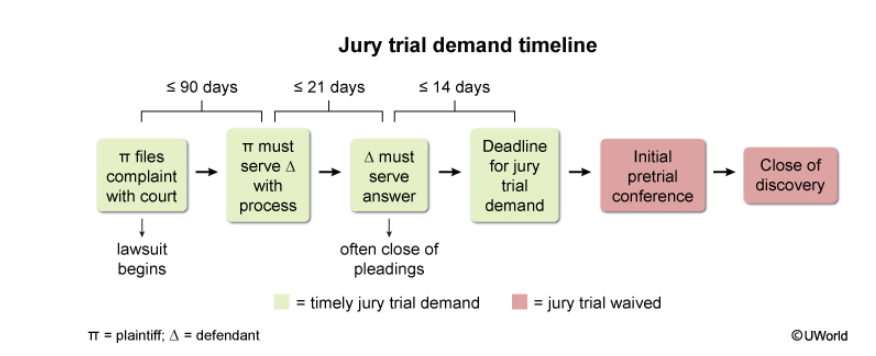 Jury trial demand timeline
≤ 90 days
≤ 21 days
≤ 14 days
π files
complaint
with court
π must
serve Δ
with
process
Δ must
serve
answer
Deadline
for jury
trial
demand
Initial
pretrial
conference
Close of
discovery
lawsuit
begins
often close of
pleadings
= timely jury trial demand
= jury trial waived
π = plaintiff; Δ = defendant
©UWorld